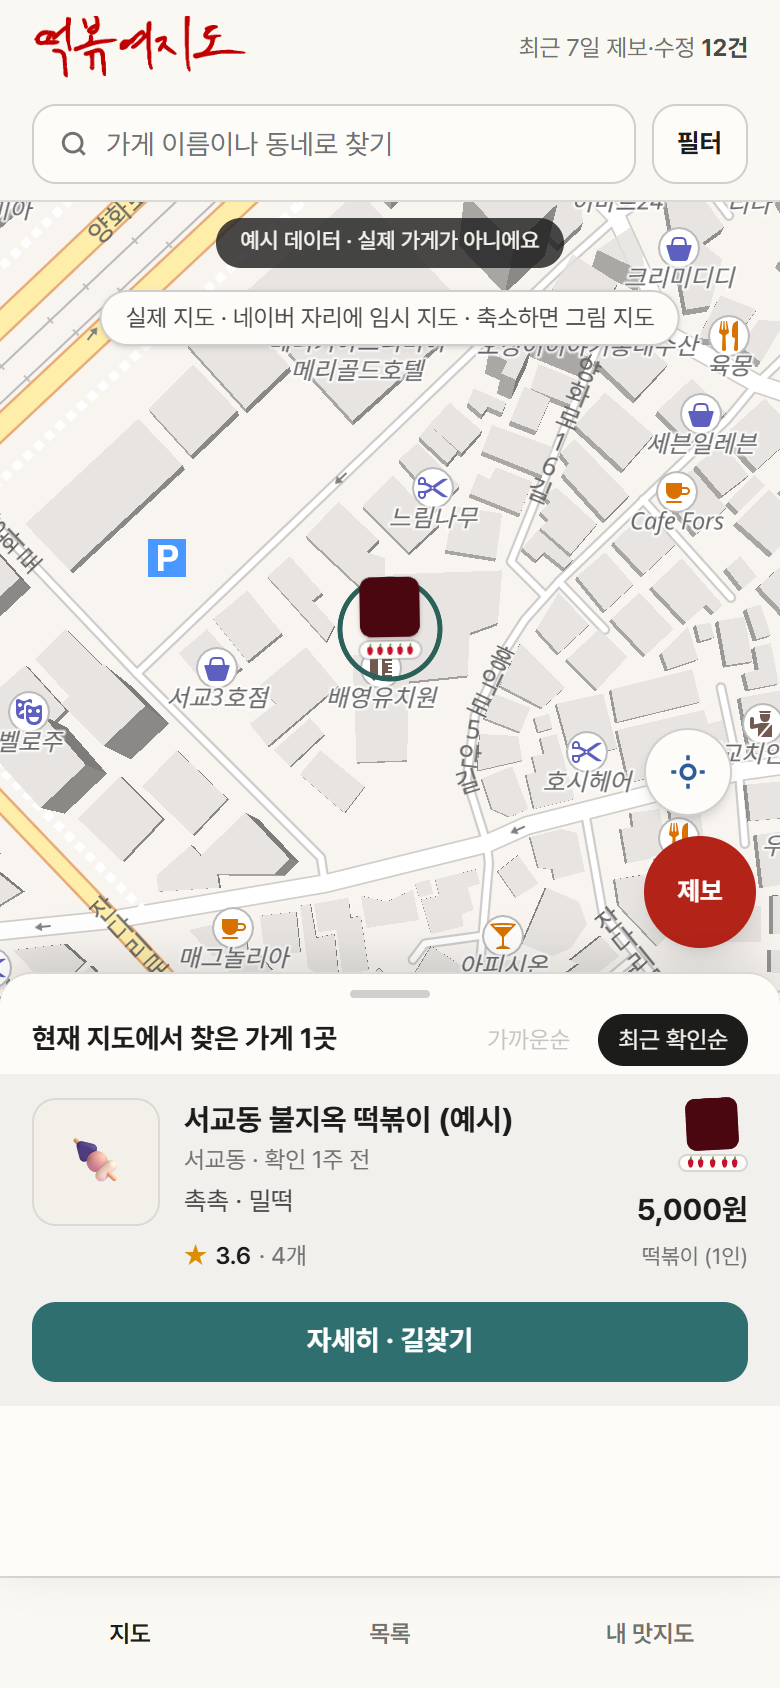 떡볶여지도
최근 7일 제보·수정 12건
가게 이름이나 동네로 찾기
필터
예시 데이터 · 실제 가게가 아니에요
크리미디디
실제 지도 · 네이버 자리에 임시 지도 · 축소하면 그림 지도
육몽
메리골드호텔
세븐일레븐
느림나무
Cafe Fors
P
서교3호점
배영유치원
벨로주
호시헤어
제보
매그놀리아
아피시온
현재 지도에서 찾은 가게 1곳
가까운순
최근 확인순
서교동 불지옥 떡볶이 (예시)
서교동 · 확인 1주 전
촉촉 · 밀떡
★ 3.6 · 4개
5,000원
떡볶이 (1인)
자세히 · 길찾기
지도
목록
내 맛지도